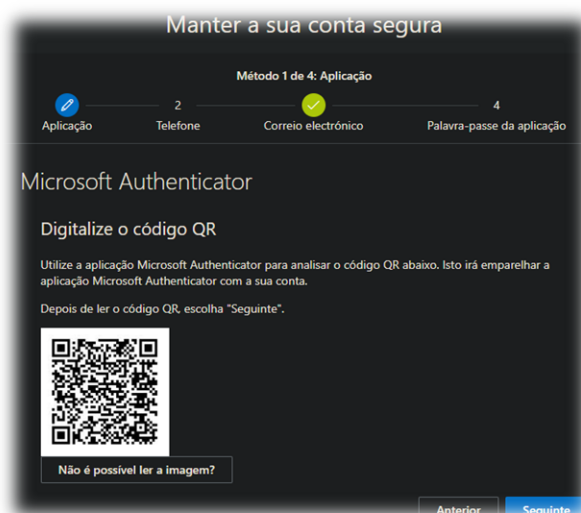 Manter a sua conta segura
Método 1 de 4: Aplicação
2
4
Aplicação
Telefone
Correio electrónico
Palavra-passe da aplicação
Microsoft Authenticator
Digitalize o código QR
Utilize a aplicação Microsoft Authenticator para analisar o código QR abaixo. Isto irá emparelhar a
aplicação Microsoft Authenticator com a sua conta.
Depois de ler o código QR, escolha "Seguinte".
Não é possível ler a imagem?
Anterior
Seguinte